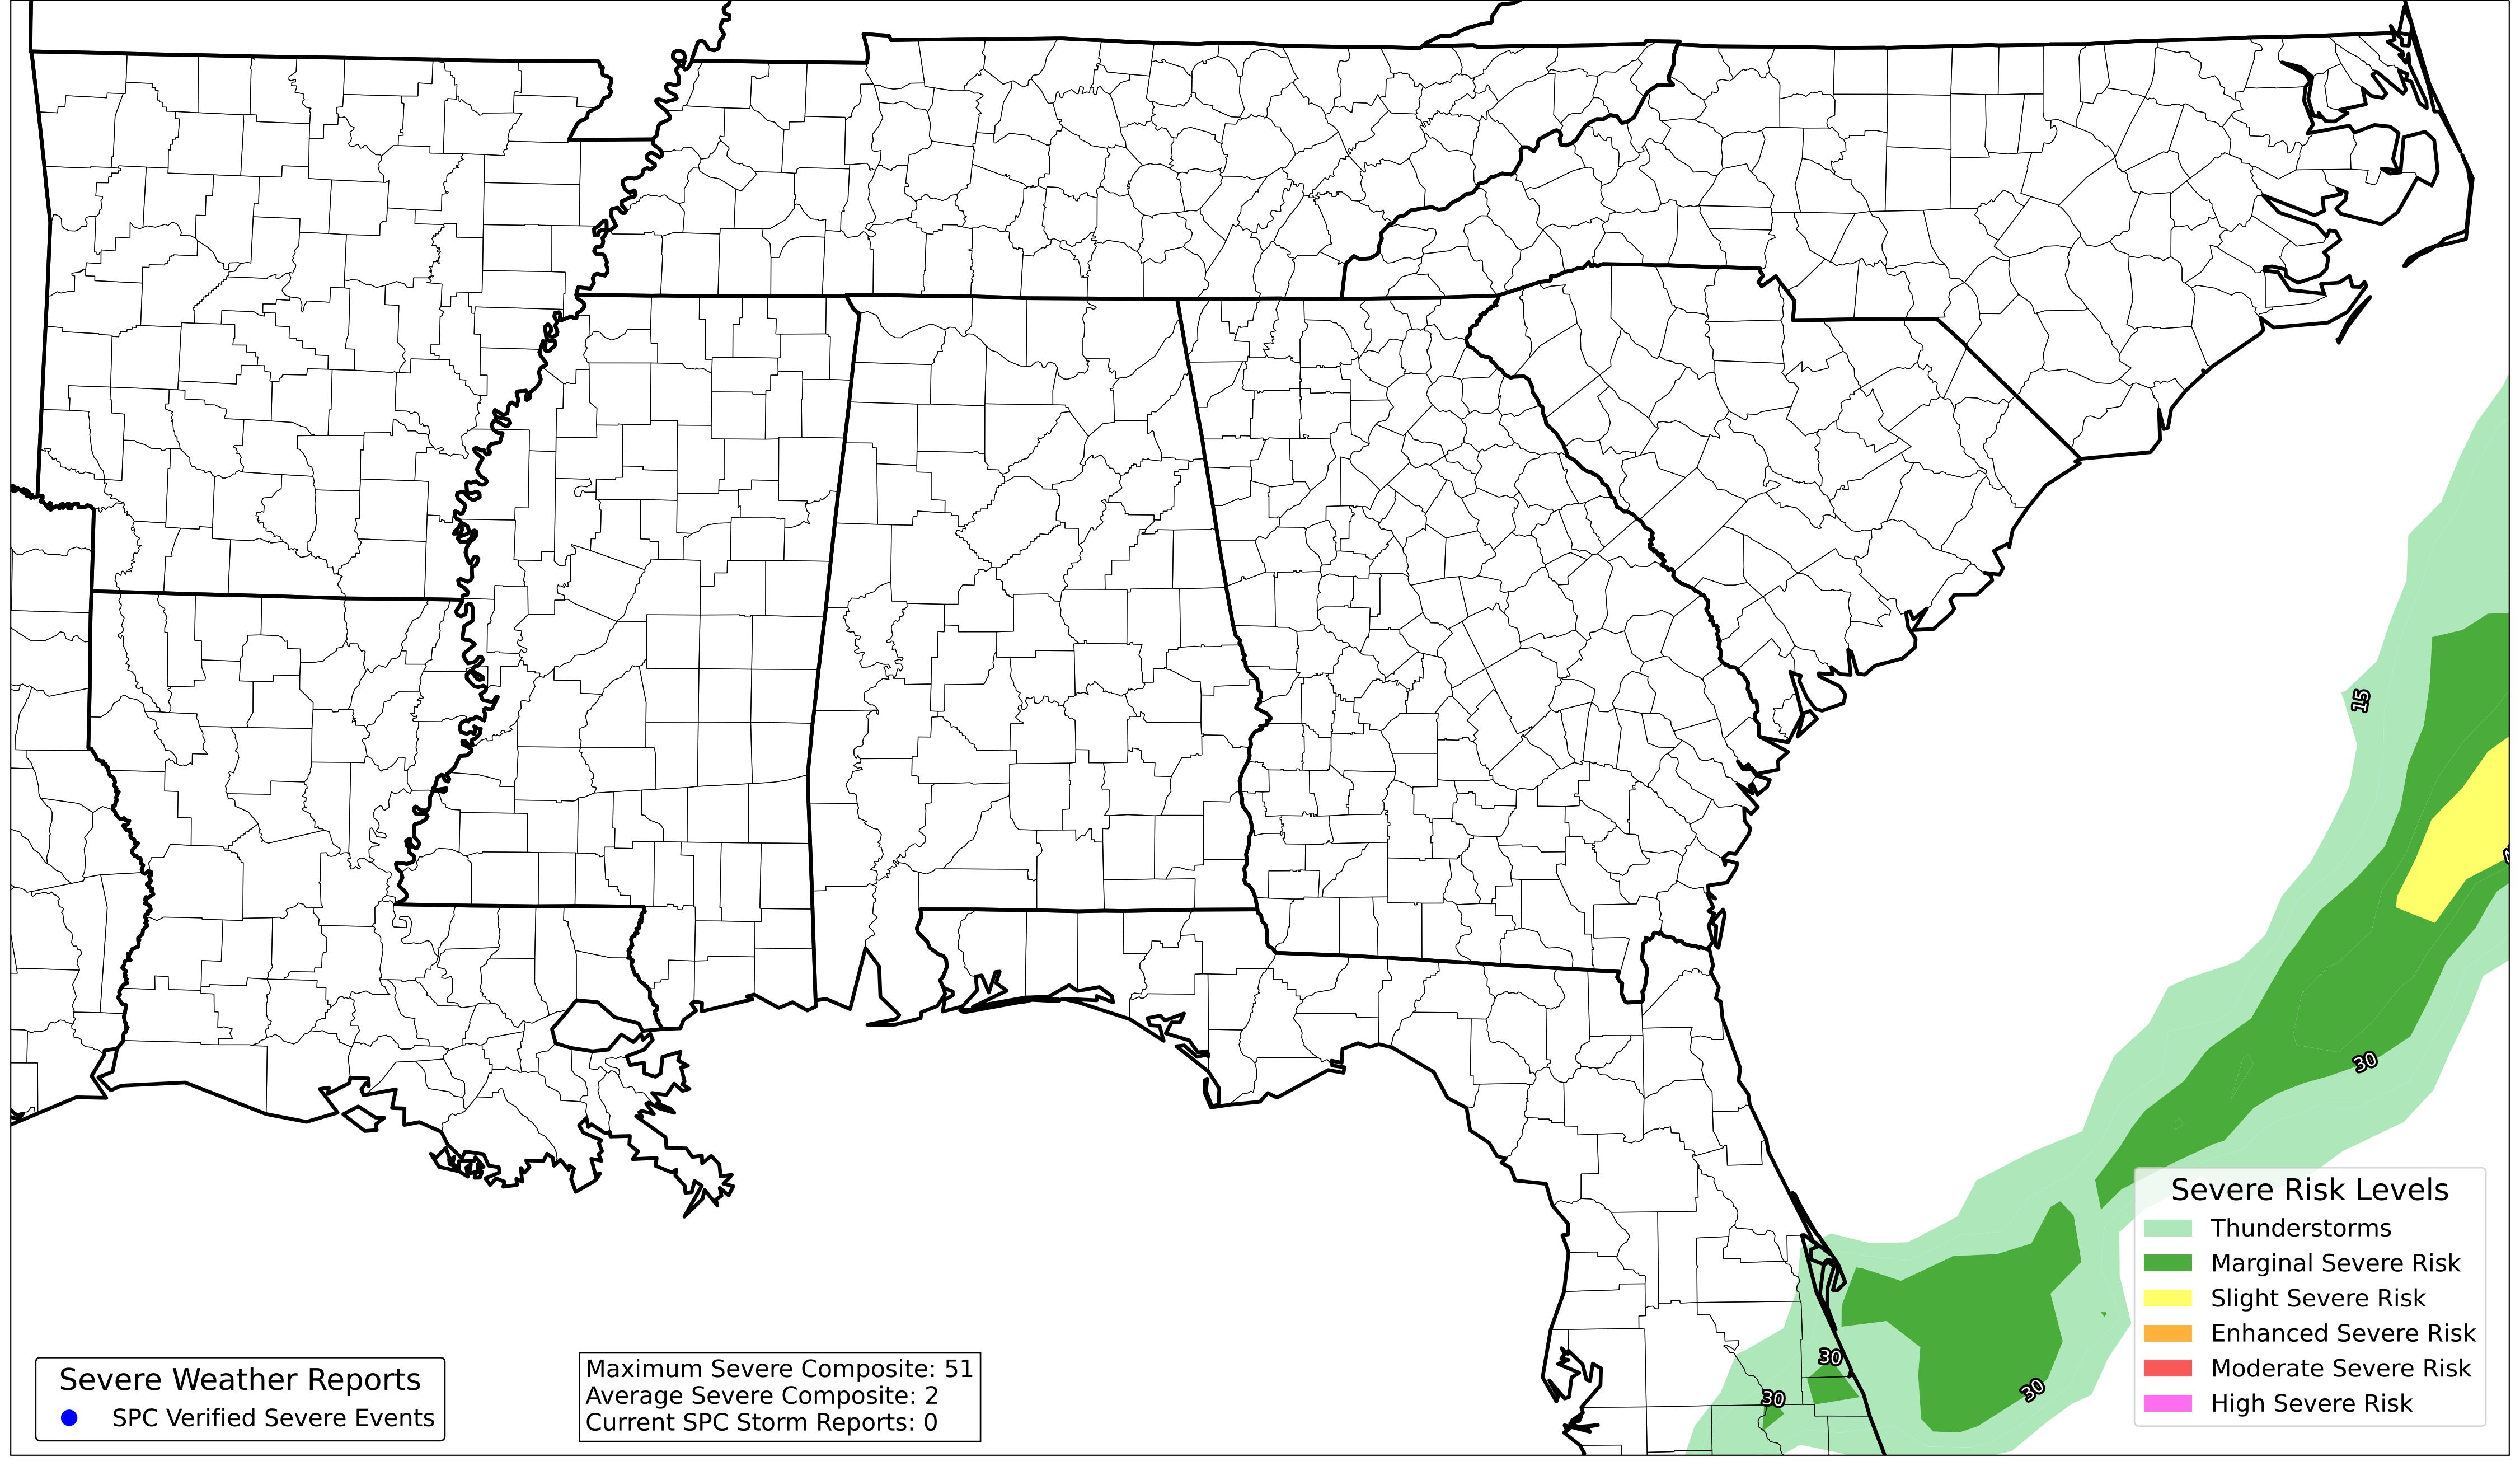 15
30
30
30
30
Severe Risk Levels
Thunderstorms
Marginal Severe Risk
Slight Severe Risk
Enhanced Severe Risk
Moderate Severe Risk
High Severe Risk
Severe Weather Reports
SPC Verified Severe Events
Maximum Severe Composite: 51
Average Severe Composite: 2
Current SPC Storm Reports: 0